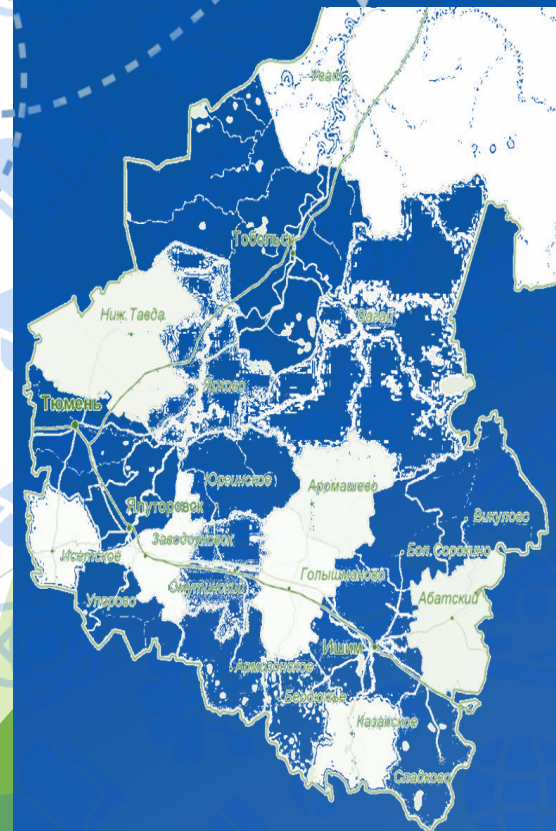 Уват
Тобольск
Ниж. Тавда
Вагай
Ярково
Тюмень
Юргинское
Аромашево
Викулово
Ялуторовск
Заводоуковск
Бол. Сорокино
Исетское
Голышманово
Омутинский
Абатский
Упорово
Ишим
Армизонское
Бердюжье
Казанское
Сладково